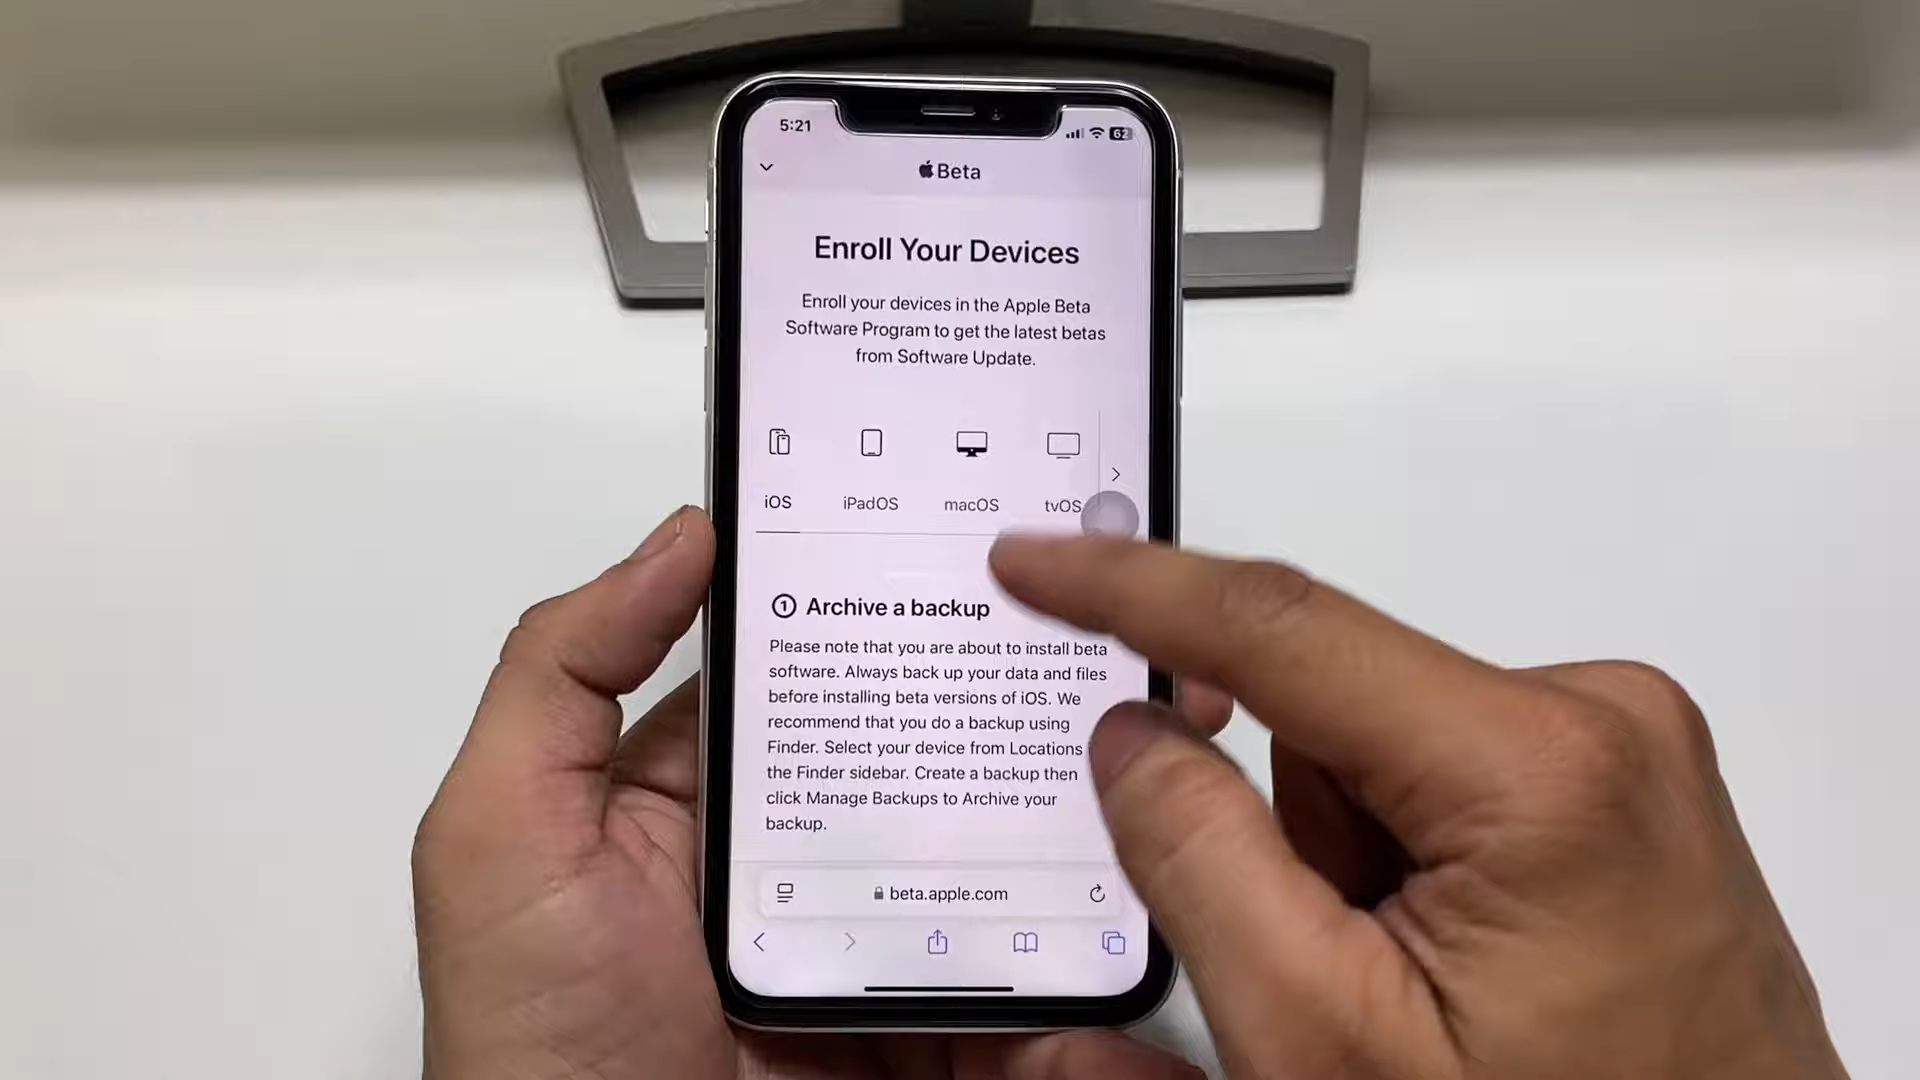 5:21
62
Beta
Enroll Your Devices
Enroll your devices in the Apple Beta
Software Program to get the latest betas
from Software Update.
iOS iPadOS macOS tvOS
1 Archive a backup
Please note that you are about to install beta
software. Always back up your data and files
before installing beta versions of iOS. We
recommend that you do a backup using
Finder. Select your device from Locations
the Finder sidebar. Create a backup then
click Manage Backups to Archive your
backup.
beta.apple.com